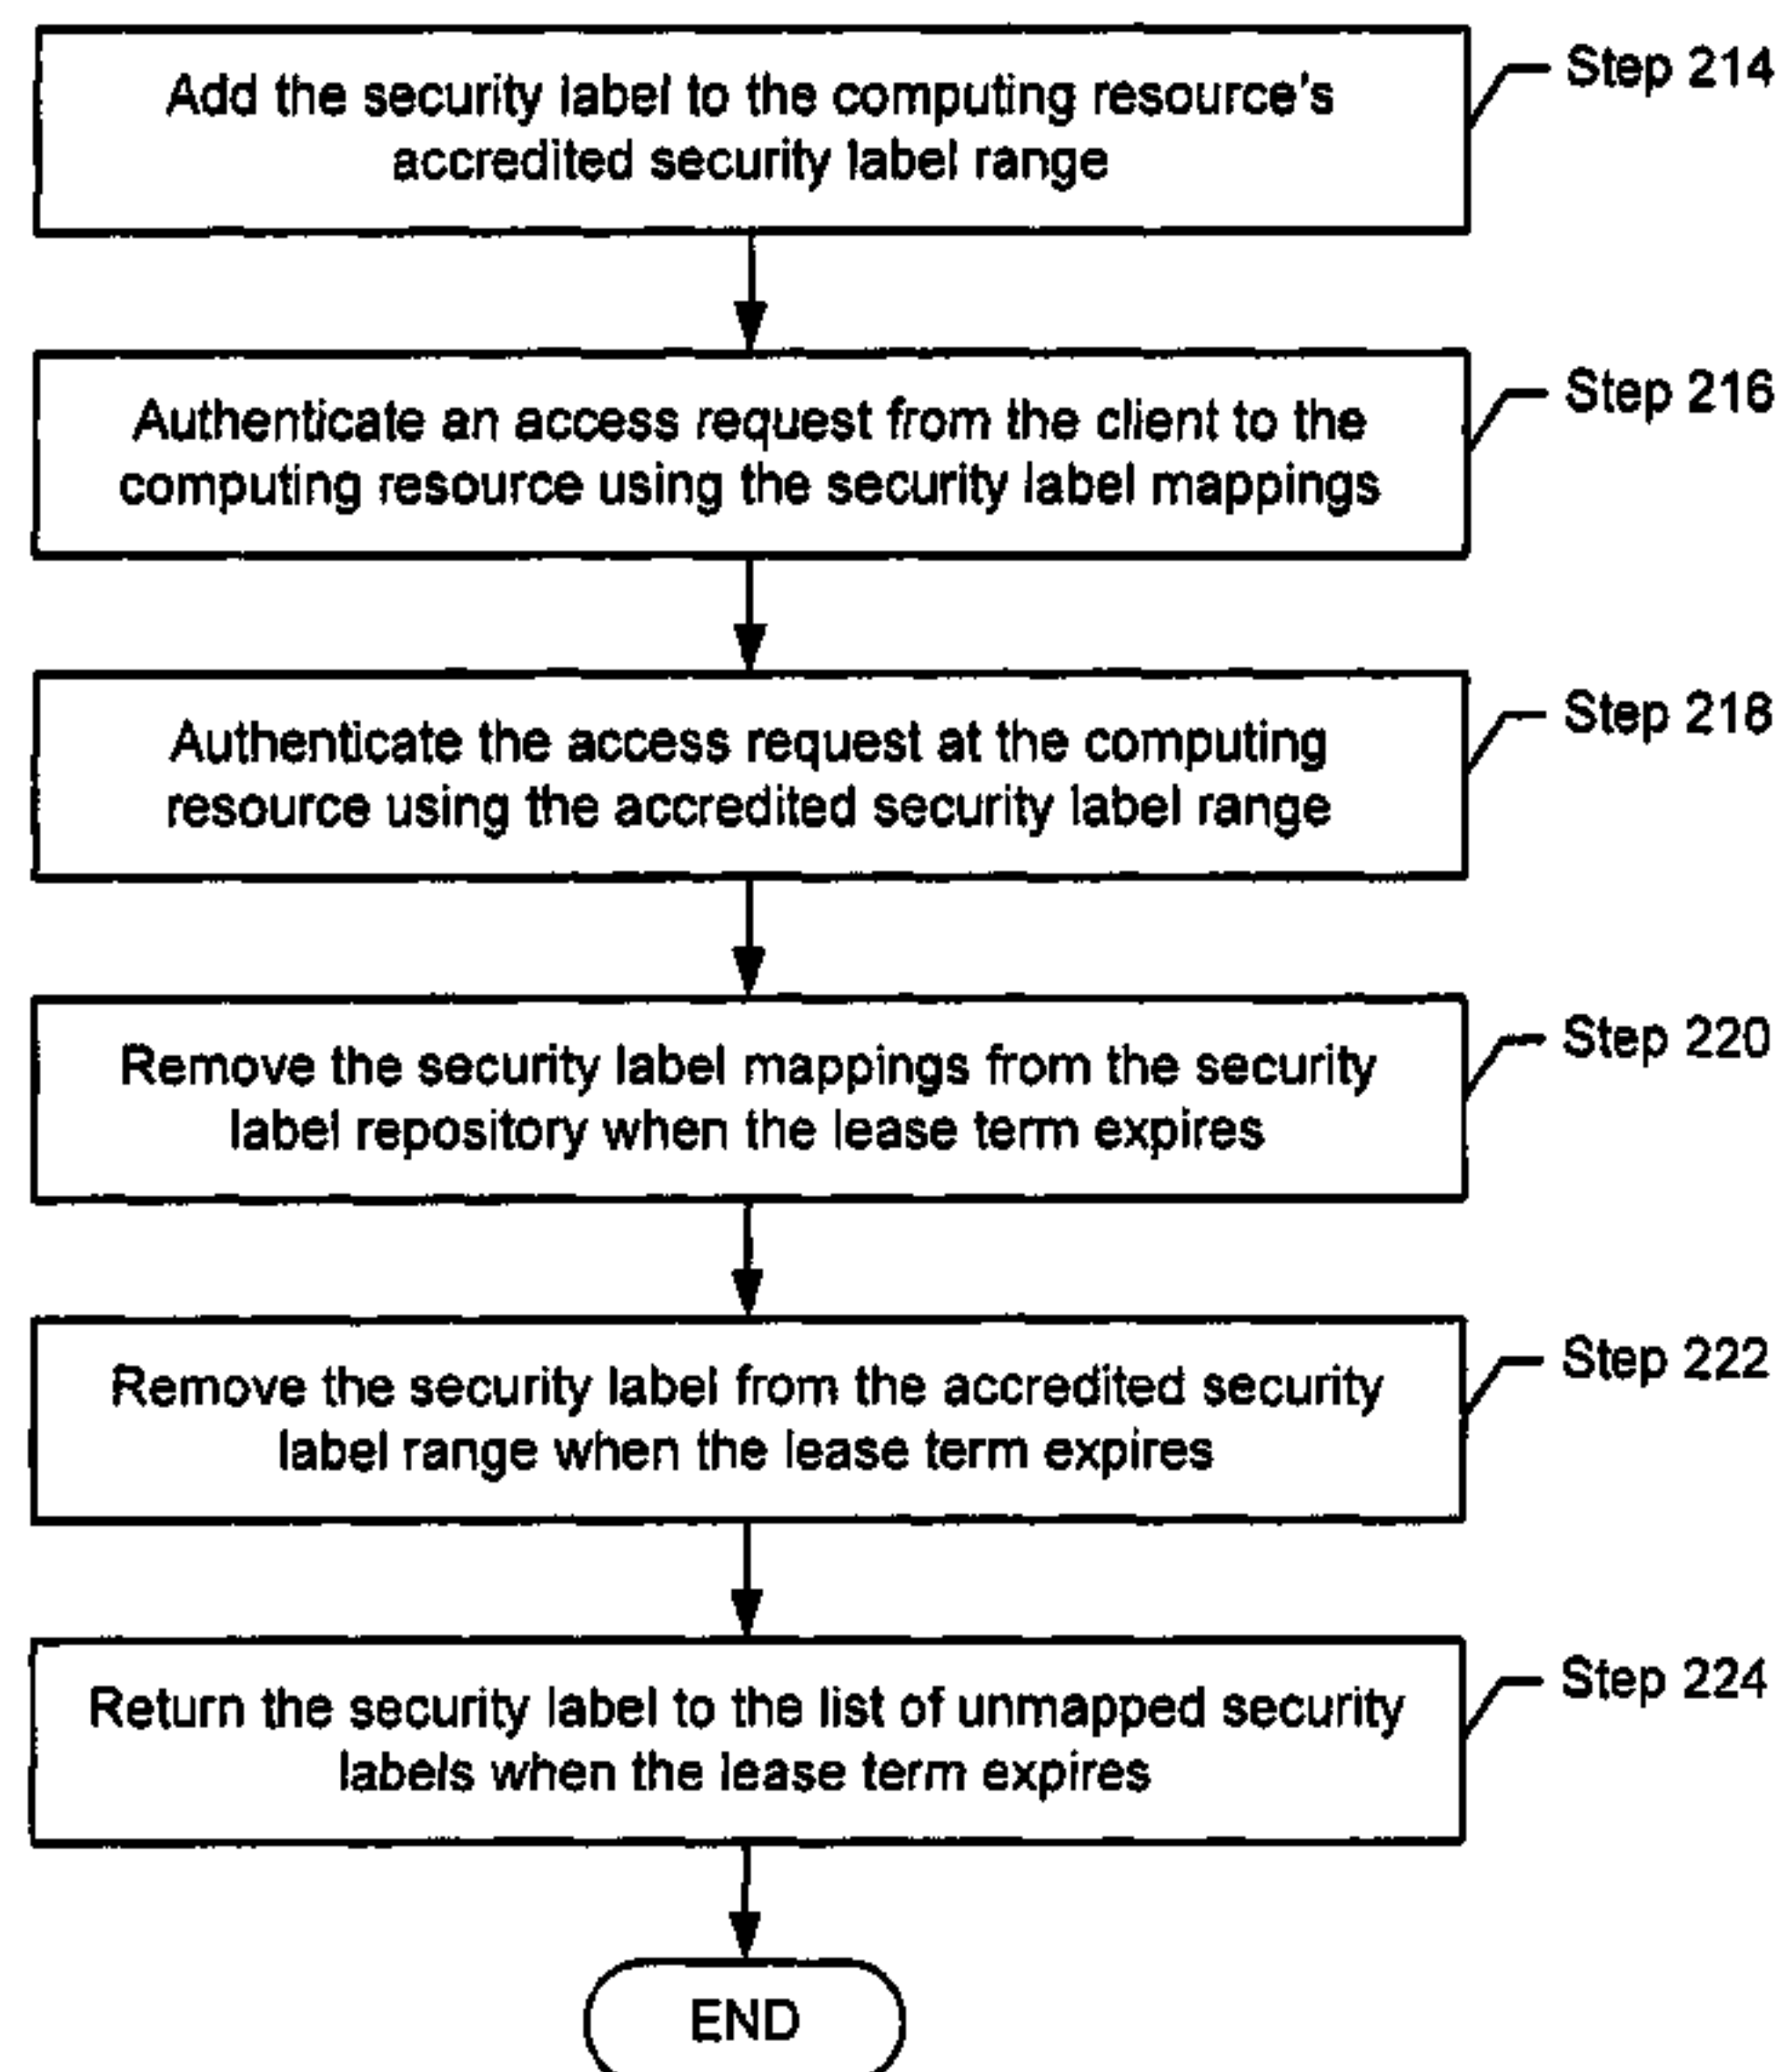 Add the security label to the computing resource's
accredited security label range
Step 214
Authenticate an access request from the client to the
computing resource using the security label mappings
Step 216
Authenticate the access request at the computing
resource using the accredited security label range
Step 218
Remove the security label mappings from the security
label repository when the lease term expires
Step 220
Remove the security label from the accredited security
label range when the lease term expires
Step 222
Return the security label to the list of unmapped security
labels when the lease term expires
Step 224
END